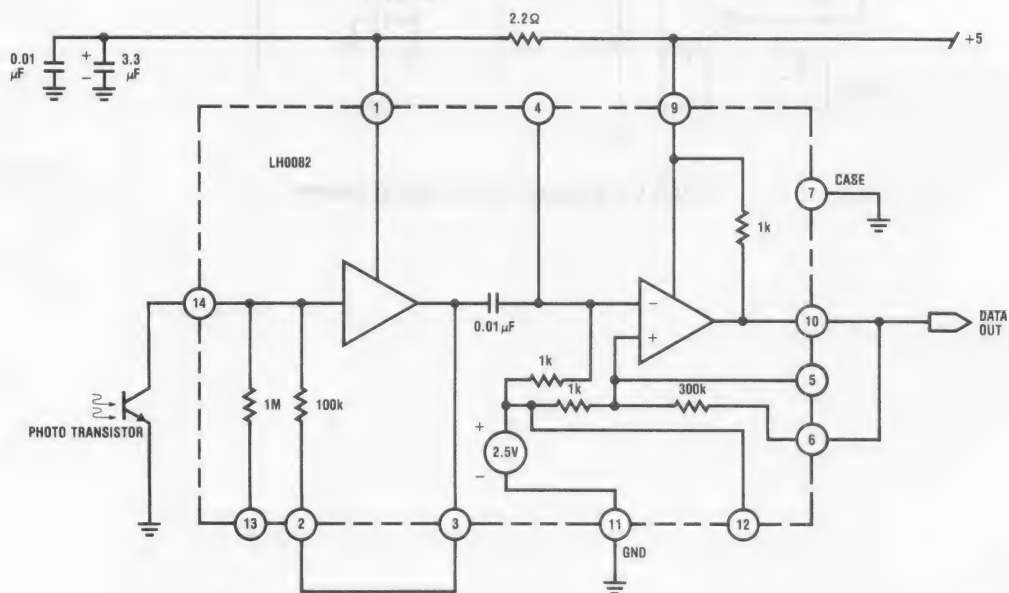 2.2Ω
+5
0.01
μF
+
−
3.3
μF
1
4
9
LH0082
7
CASE
1k
14
−
+
10
DATA
OUT
0.01μF
1k
5
1k
300k
1M
100k
PHOTO TRANSISTOR
+
2.5V
−
6
13
2
3
11
GND
12